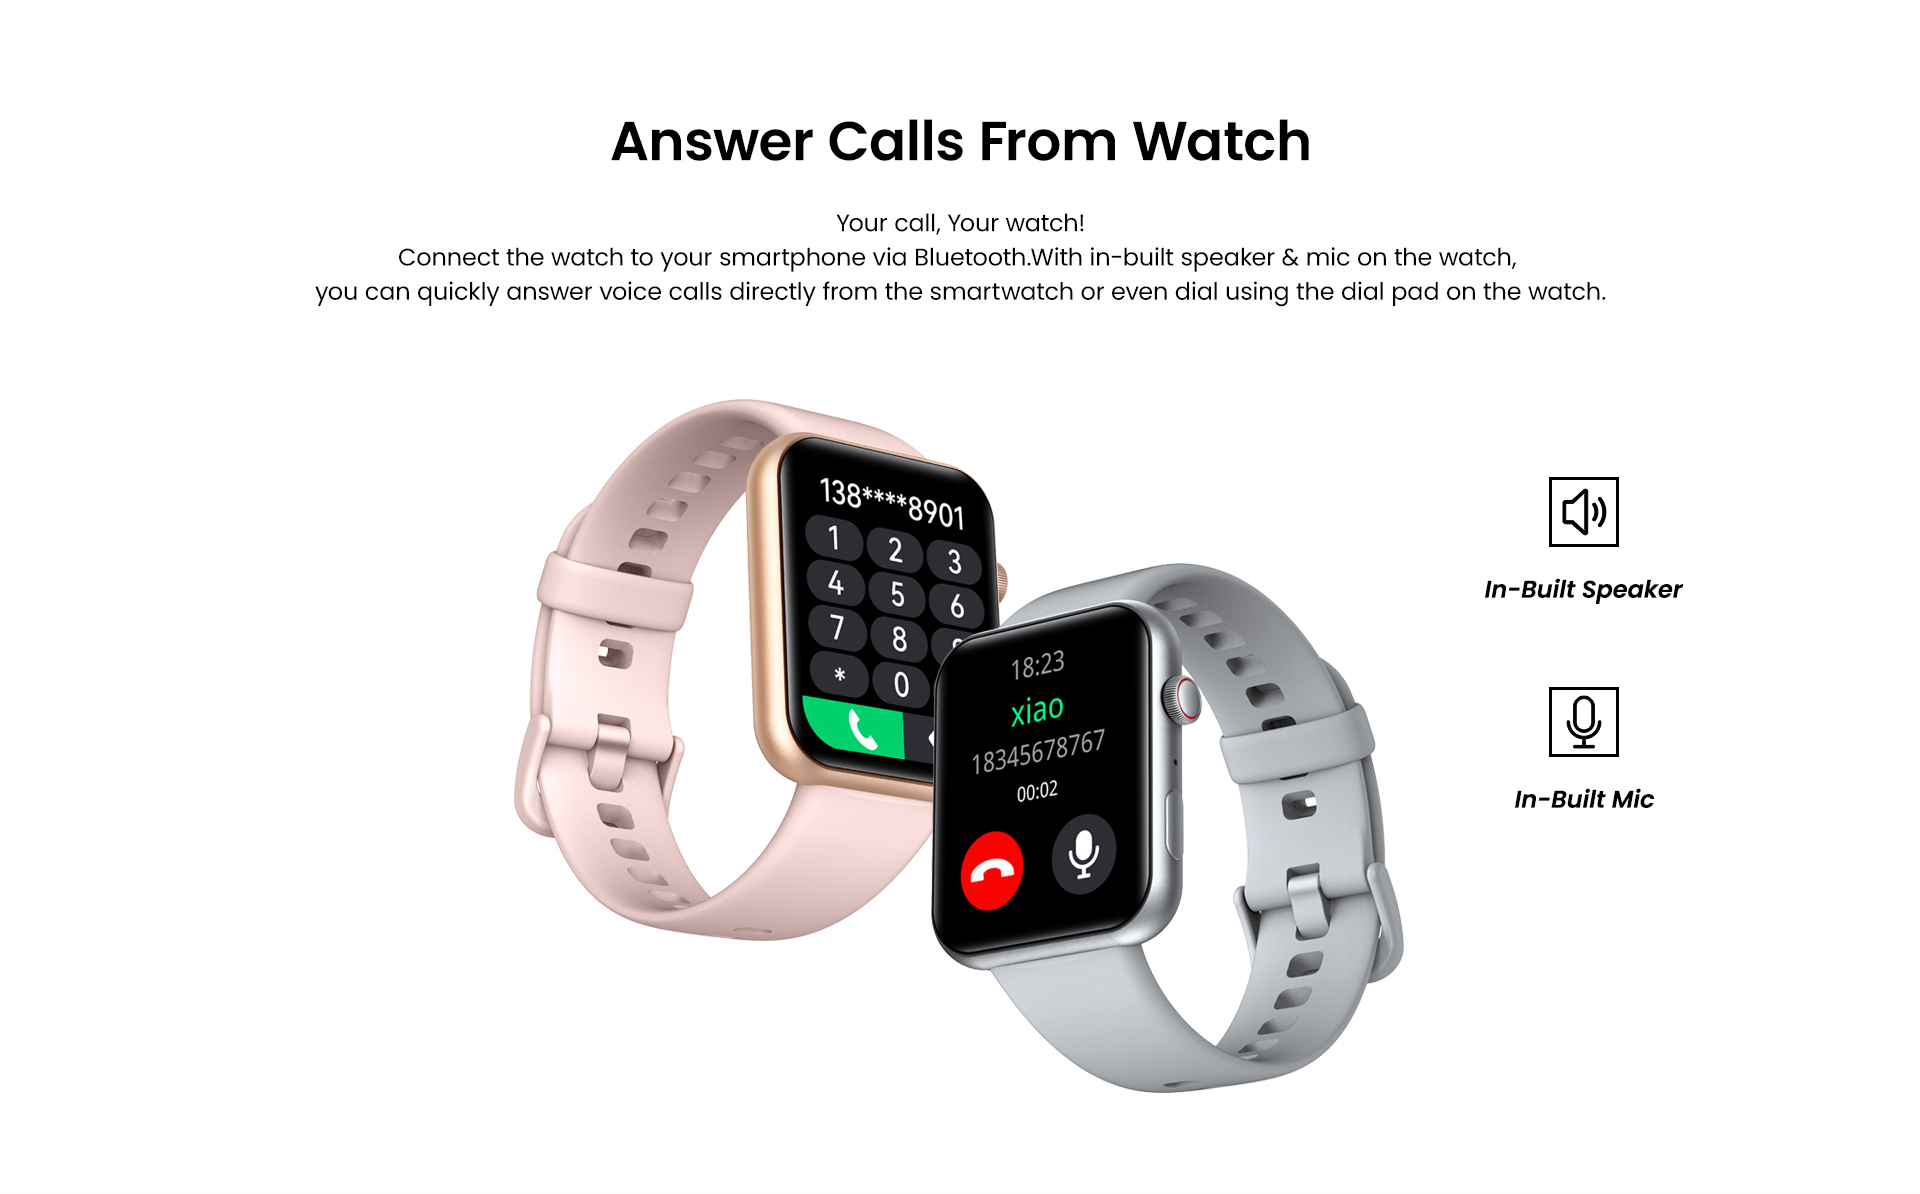 Answer Calls From Watch
Your call, Your watch!
Connect the watch to your smartphone via Bluetooth.With in-built speaker & mic on the watch,
you can quickly answer voice calls directly from the smartwatch or even dial using the dial pad on the watch.
138****8901
1 2 3
4 5 6
7 8
* 0
18:23
xiao
18345678767
00:02
In-Built Speaker
In-Built Mic